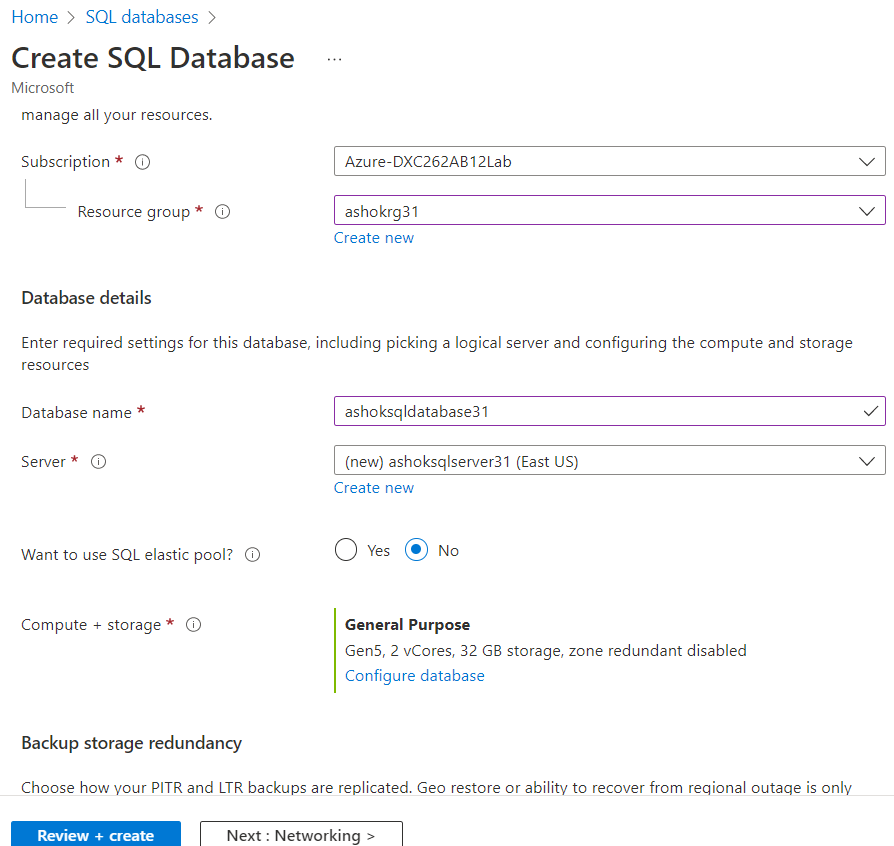 Home > SQL databases >
Create SQL Database ...
Microsoft
manage all your resources.
Subscription * Azure-DXC262AB12Lab
Resource group * ashokrg31
Create new
Database details
Enter required settings for this database, including picking a logical server and configuring the compute and storage
resources
Database name * ashoksqldatabase31
Server * (new) ashoksqlserver31 (East US)
Create new
Want to use SQL elastic pool? Yes No
Compute + storage * General Purpose
Gen5, 2 vCores, 32 GB storage, zone redundant disabled
Configure database
Backup storage redundancy
Choose how your PITR and LTR backups are replicated. Geo restore or ability to recover from regional outage is only
Review + create Next : Networking >